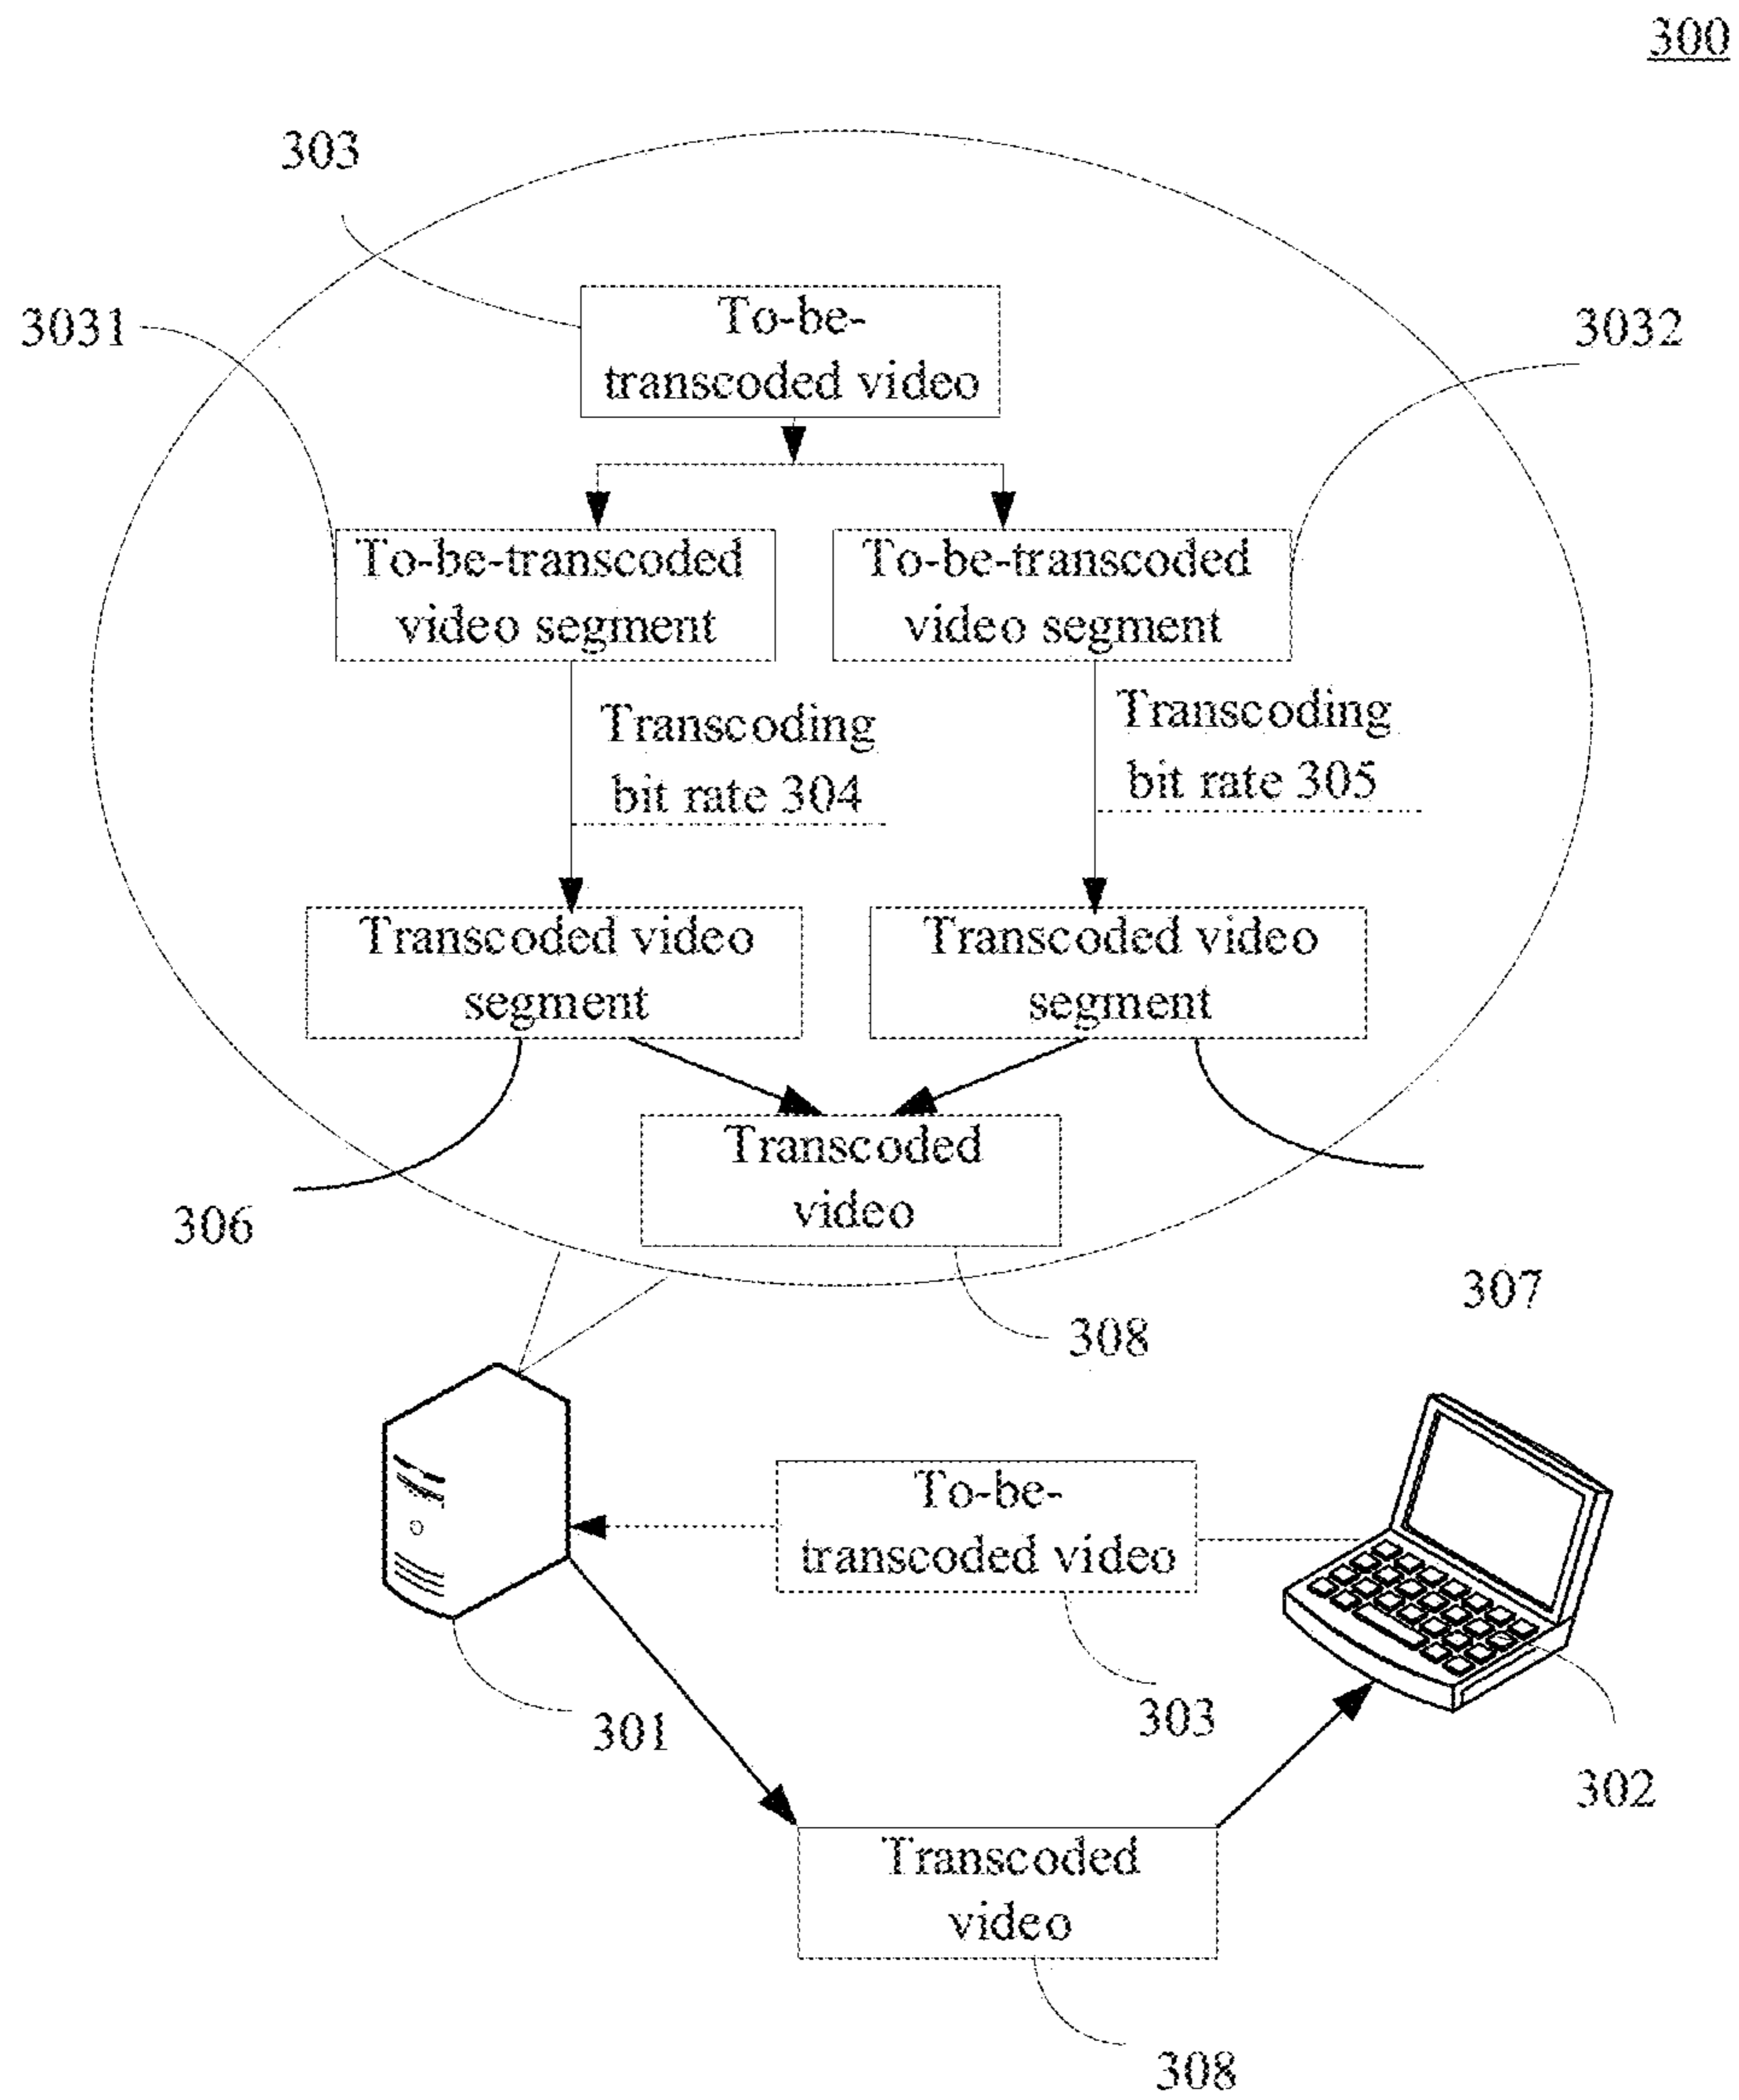 300
303
To-be-
transcoded video
3031
3032
To-be-transcoded
video segment
To-be-transcoded
video segment
Transcoding
bit rate 304
Transcoding
bit rate 305
Transcoded video
segment
Transcoded video
segment
Transcoded
video
306
307
308
To-be-
transcoded video
301
303
302
Transcoded
video
308